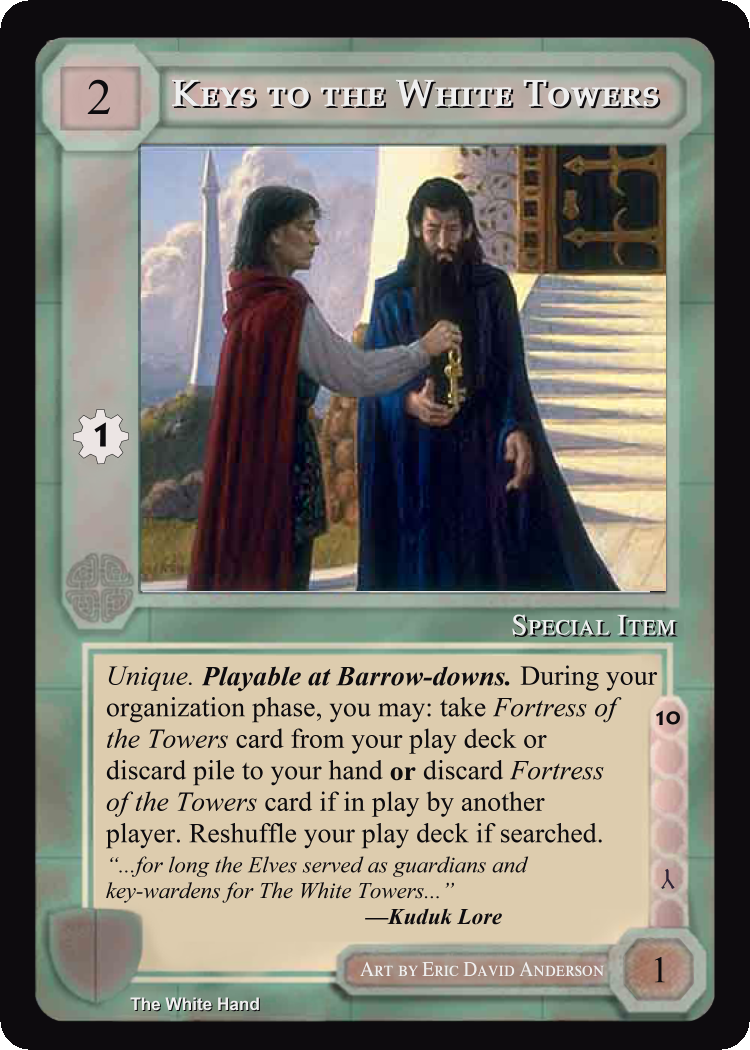 2
KEYS TO THE WHITE TOWERS
1
SPECIAL ITEM
Unique. Playable at Barrow-downs. During your
organization phase, you may: take Fortress of
the Towers card from your play deck or
discard pile to your hand or discard Fortress
of the Towers card if in play by another
player. Reshuffle your play deck if searched.
“...for long the Elves served as guardians and
key-wardens for The White Towers...”
—Kuduk Lore
10
ART BY ERIC DAVID ANDERSON
1
The White Hand